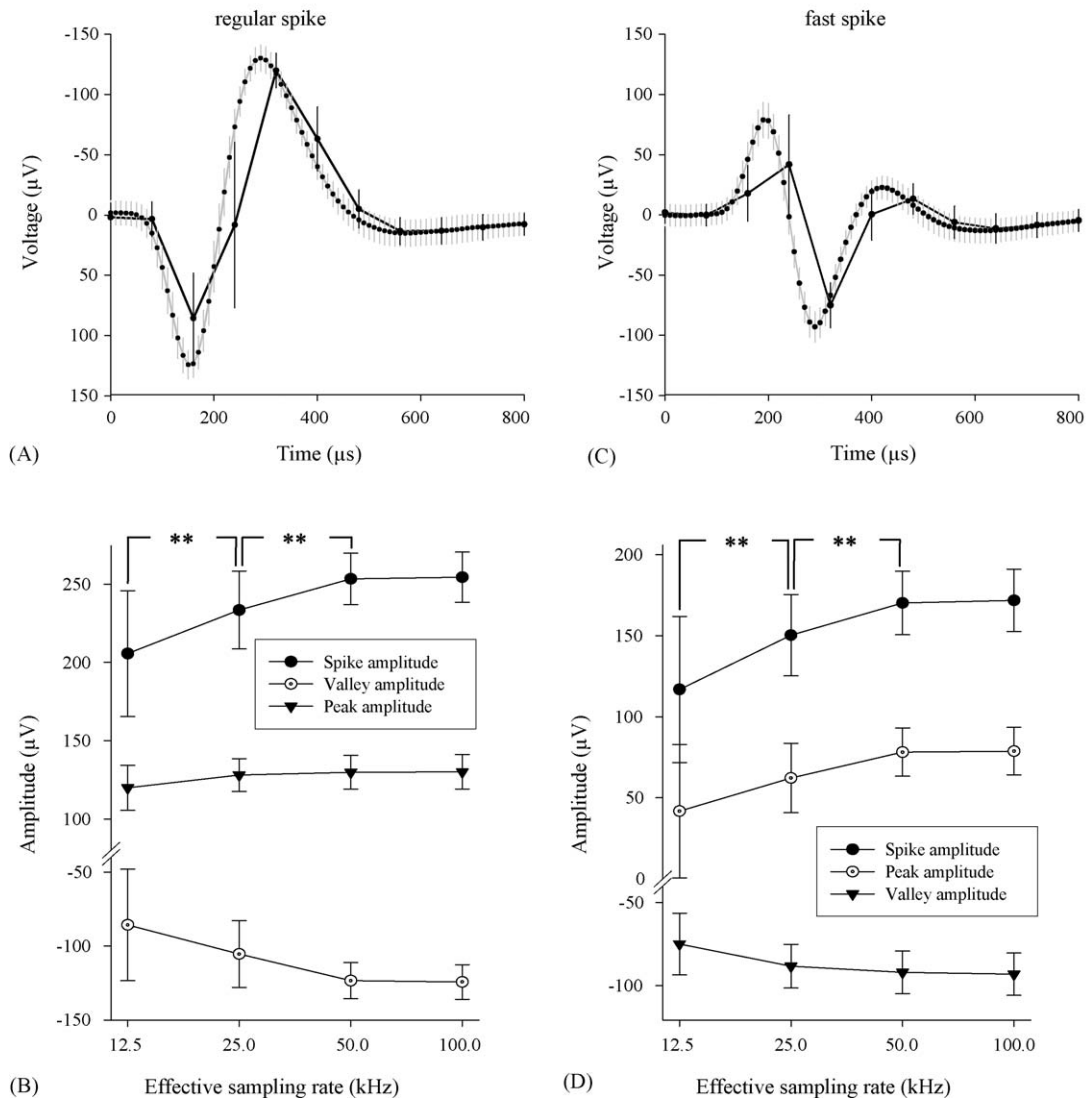 regular spike
-150
-100
-50
0
50
100
150
Voltage (µV)
0 200 400 600 800
Time (µs)
(A)
fast spike
150
100
50
0
-50
-100
-150
Voltage (µV)
0 200 400 600 800
Time (µs)
(C)
** **
250
200
150
100
-50
-100
-150
Amplitude (µV)
Spike amplitude
Valley amplitude
Peak amplitude
12.5 25.0 50.0 100.0
Effective sampling rate (kHz)
(B)
** **
200
150
100
50
0
-50
-100
Amplitude (µV)
Spike amplitude
Peak amplitude
Valley amplitude
12.5 25.0 50.0 100.0
Effective sampling rate (kHz)
(D)